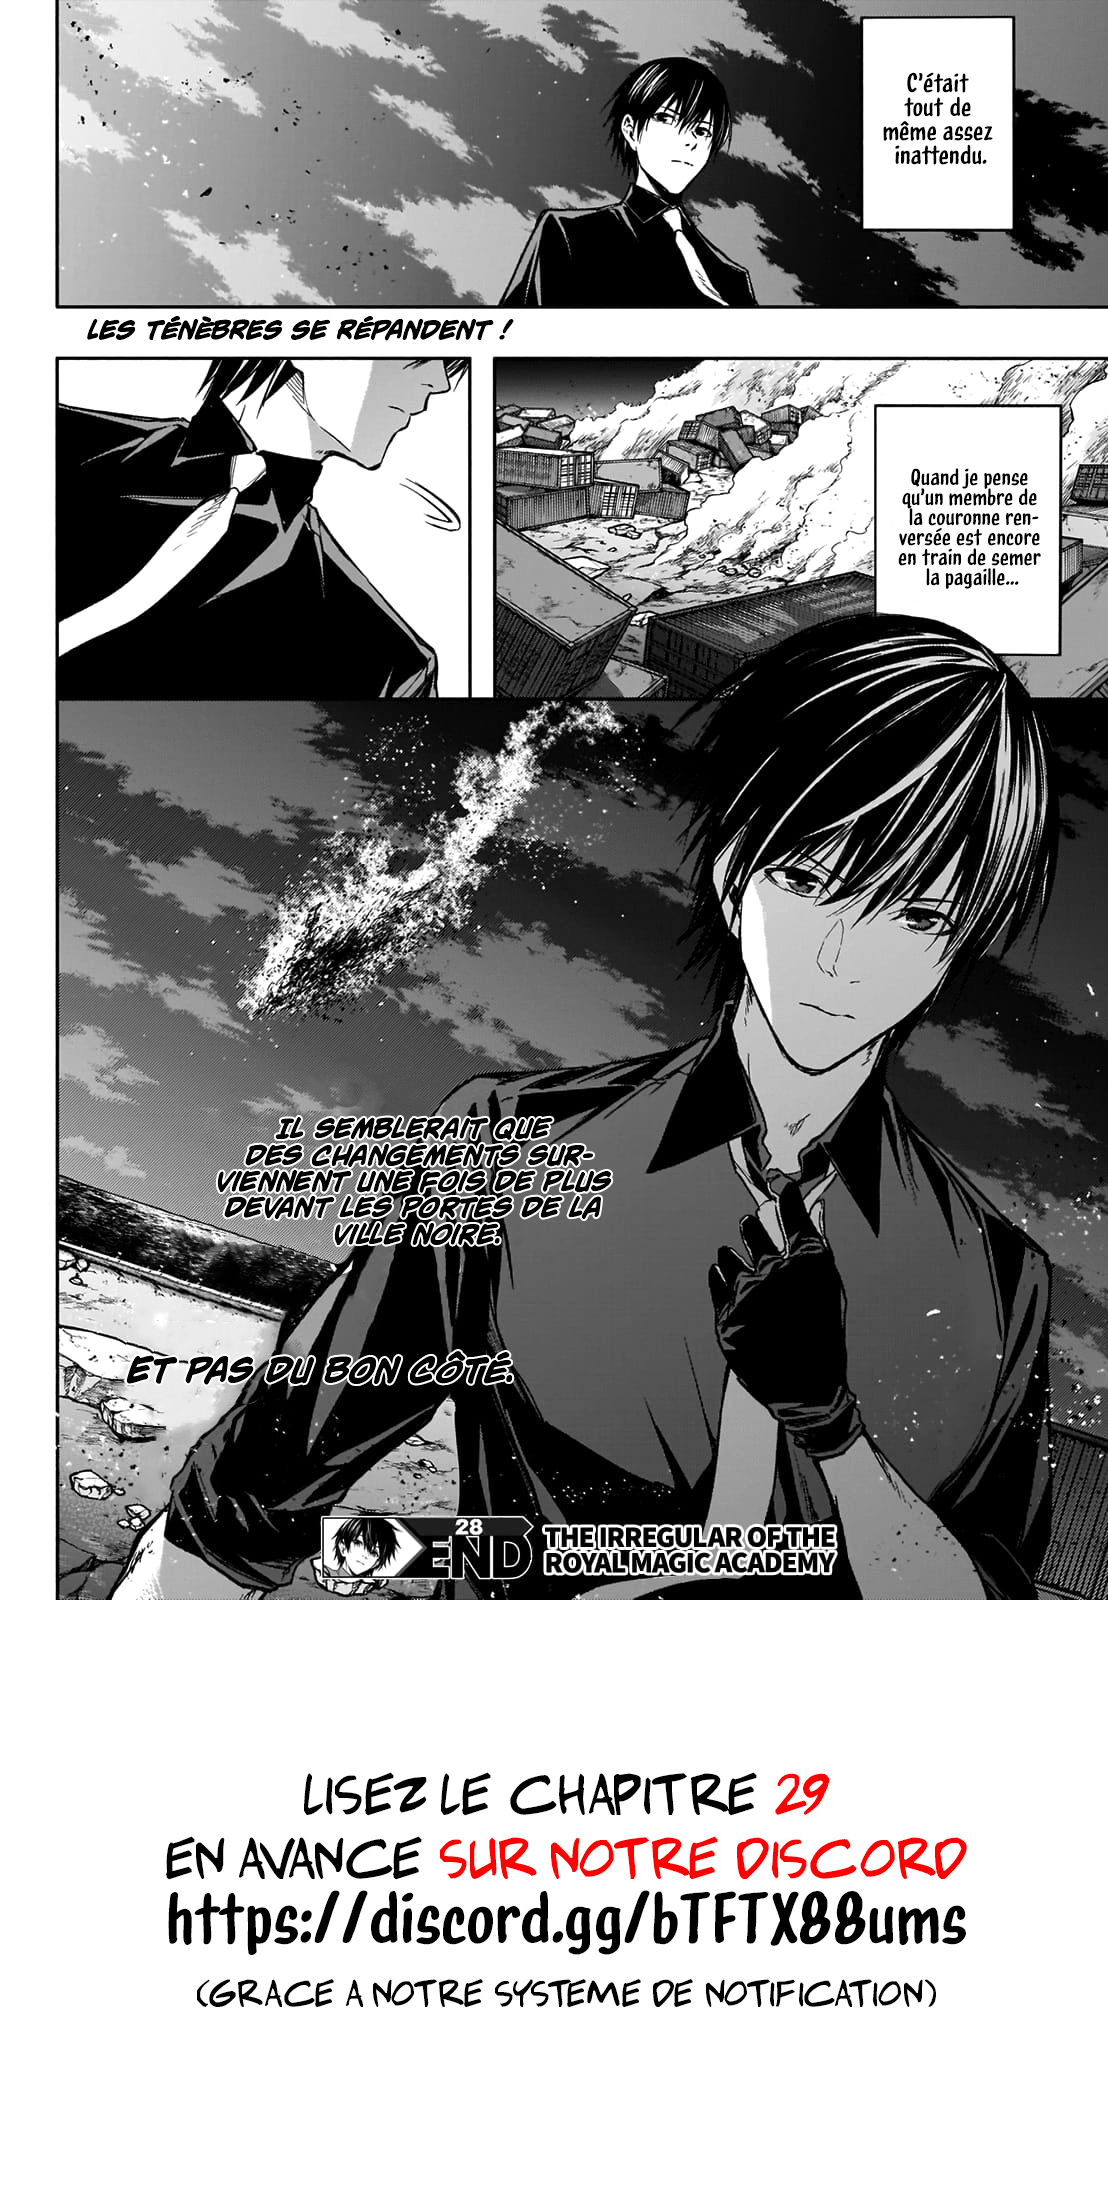 C'était
tout de
même assez
inattendu.
LES TÉNÈBRES SE RÉPANDENT !
Quand je pense
qu'un membre de
la couronne ren-
versée est encore
en train de semer
la pagaille...
IL SEMBLERAIT QUE
DES CHANGEMENTS SUR-
VIENNENT UNE FOIS DE PLUS
DEVANT LES PORTES DE LA
VILLE NOIRE.
ET PAS DU BON CÔTÉ.
28
END
THE IRREGULAR OF THE
ROYAL MAGIC ACADEMY
LISEZ LE CHAPITRE 29
EN AVANCE SUR NOTRE DISCORD
https://discord.gg/bTFTX88ums
(GRACE A NOTRE SYSTEME DE NOTIFICATION)